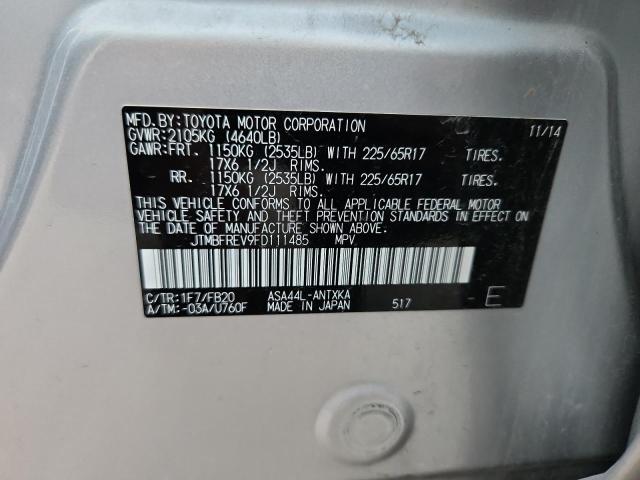 MFD.BY:TOYOTA MOTOR CORPORATION 11/14
GVWR:2105KG (4640LB)
GAWR:FRT. 1150KG (2535LB) WITH 225/65R17 TIRES.
17X6 1/2J RIMS.
RR. 1150KG (2535LB) WITH 225/65R17 TIRES.
17X6 1/2J RIMS.
THIS VEHICLE CONFORMS TO ALL APPLICABLE FEDERAL MOTOR
VEHICLE SAFETY AND THEFT PREVENTION STANDARDS IN EFFECT ON
THE DATE OF MANUFACTURE SHOWN ABOVE.
JTMBFREV9FD111485 MPV
C/TR:1F7/FB20 ASA44L-ANTXKA
A/TM:-03A/U760F MADE IN JAPAN 517 E